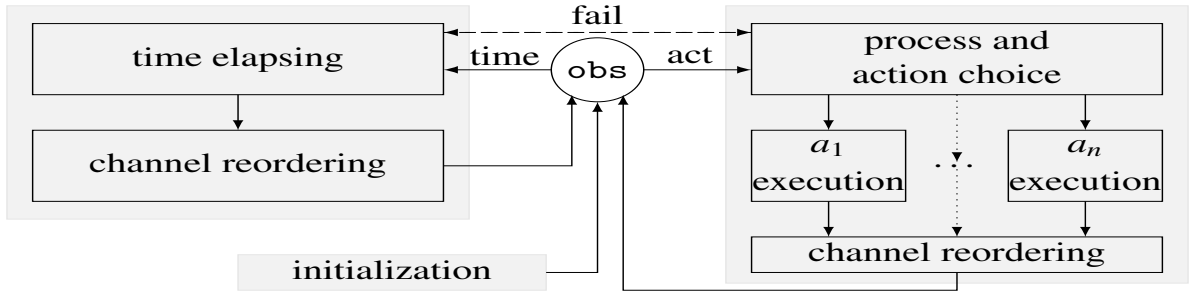 fail
time elapsing
time
obs
act
process and
action choice
channel reordering
a₁
execution
...
aₙ
execution
channel reordering
initialization